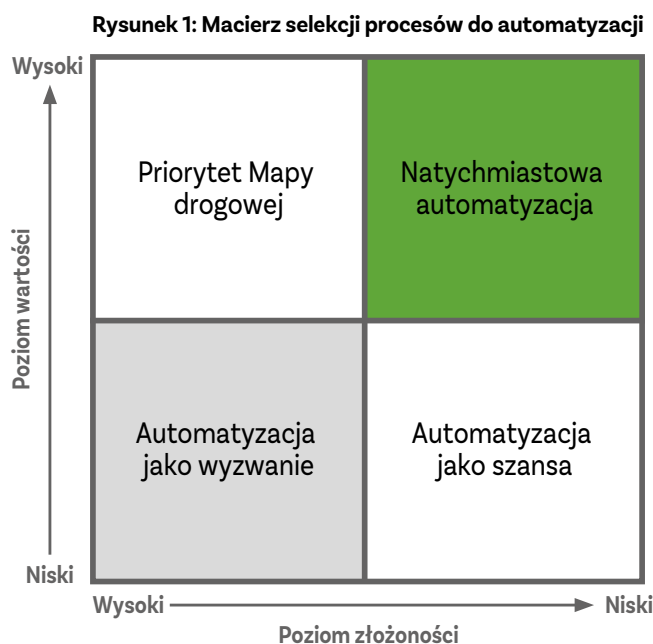 Rysunek 1: Macierz selekcji procesów do automatyzacji
Wysoki
Poziom wartości
Niski
Priorytet Mapy
drogowej
Natychmiastowa
automatyzacja
Automatyzacja
jako wyzwanie
Automatyzacja
jako szansa
Wysoki
Niski
Poziom złożoności